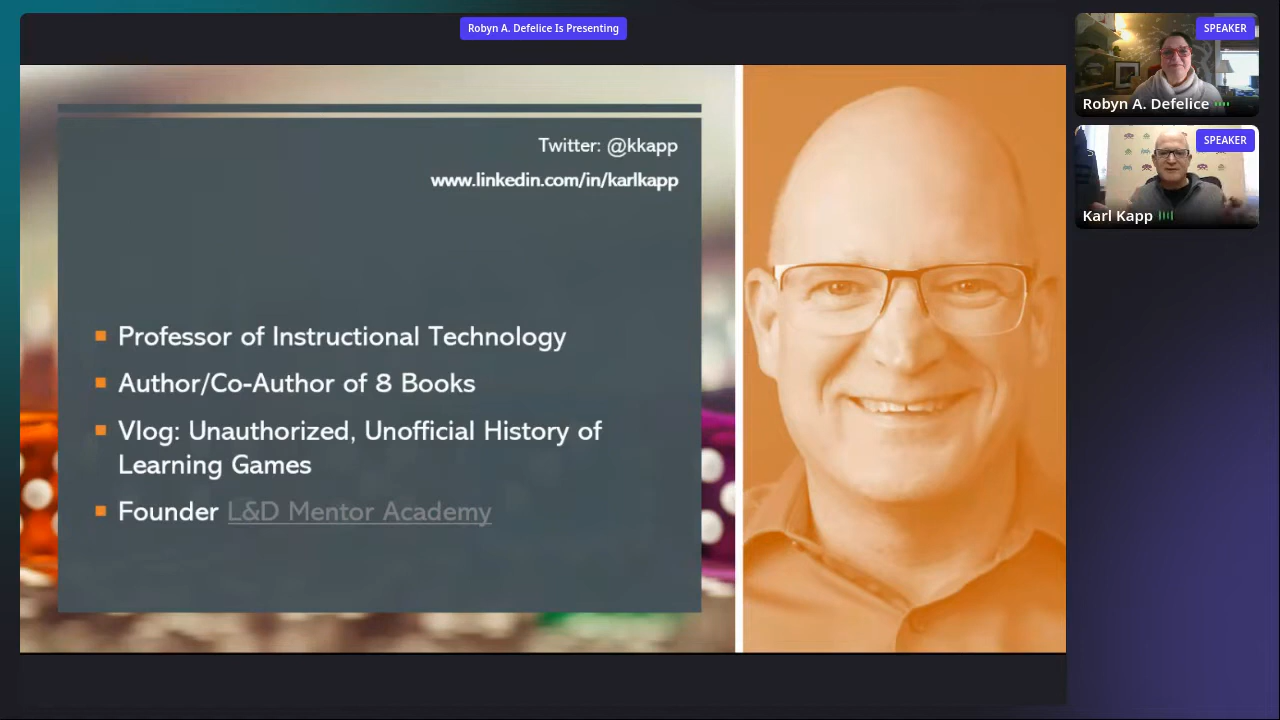 Robyn A. Defelice Is Presenting
SPEAKER
Robyn A. Defelice
SPEAKER
Karl Kapp
Twitter: @kkapp
www.linkedin.com/in/karlkapp
Professor of Instructional Technology
Author/Co-Author of 8 Books
Vlog: Unauthorized, Unofficial History of
Learning Games
Founder L&D Mentor Academy